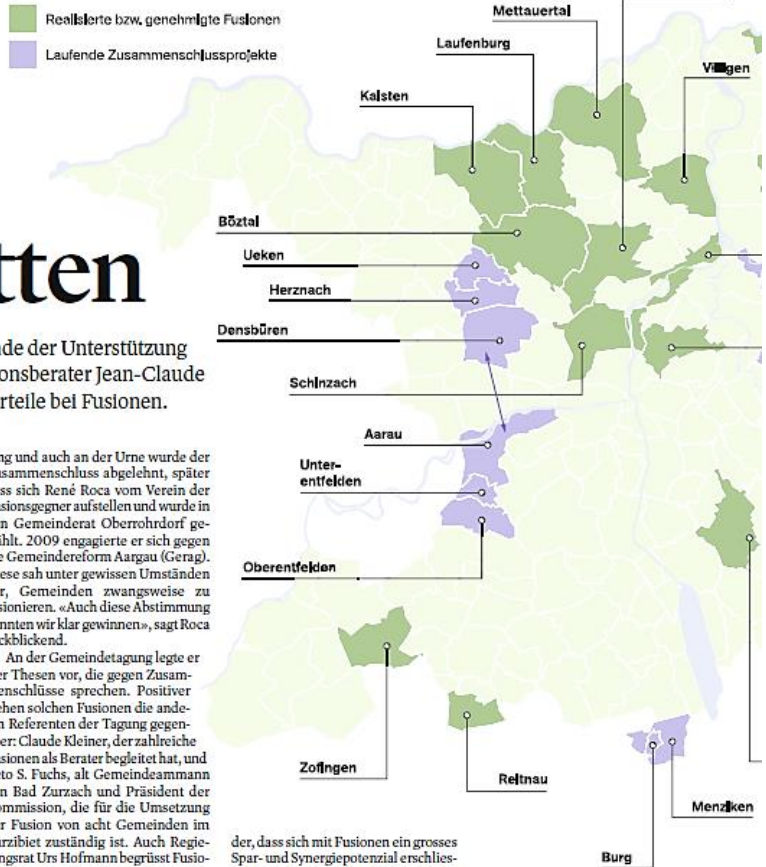 Realisierte bzw. genehmigte Fusionen
Laufende Zusammenschlussprojekte
Mettauertal
Laufenburg
Kaisten
Böztal
Ueken
Herznach
Densbüren
Schinzach
Aarau
Unter-
entfelden
Oberentfelden
Zofingen
Reitnau
Menziken
Burg
tten
nde der Unterstützung
onsberater Jean-Claude
rteile bei Fusionen.
ng und auch an der Urne wurde der
usammenschluss abgelehnt, später
ss sich René Roca vom Verein der
usionsgegner aufstellen und wurde in
n Gemeinderat Oberrohrdorf ge-
ihlt. 2009 engagierte er sich gegen
e Gemeindereform Aargau (Gerag).
ese sah unter gewissen Umständen
r, Gemeinden zwangsweise zu
sionieren. «Auch diese Abstimmung
nnten wir klar gewinnen», sagt Roca
ckblickend.
An der Gemeindetagung legte er
er Thesen vor, die gegen Zusam-
enschlüsse sprechen. Positiver
ehen solchen Fusionen die ande-
n Referenten der Tagung gegen-
er: Claude Kleiner, der zahlreiche
sionen als Berater begleitet hat, und
eto S. Fuchs, alt Gemeindeammann
n Bad Zurzach und Präsident der
ommission, die für die Umsetzung
r Fusion von acht Gemeinden im
rzibiet zuständig ist. Auch Regie-
ngsrat Urs Hofmann begrüsst Fusio-
der, dass sich mit Fusionen ein grosses
Spar- und Synergiepotenzial erschlies-